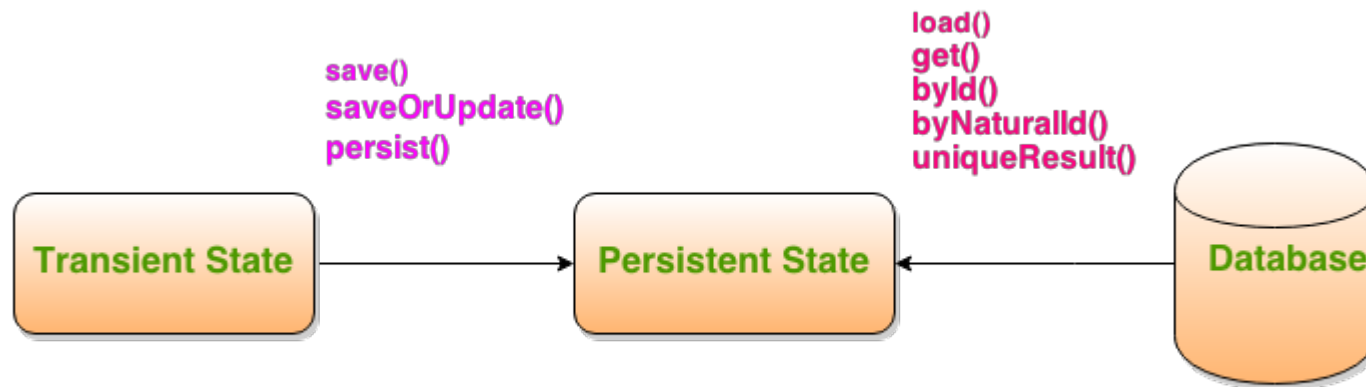 load()
get()
byId()
byNaturalId()
uniqueResult()
save()
saveOrUpdate()
persist()
Transient State
Persistent State
Database